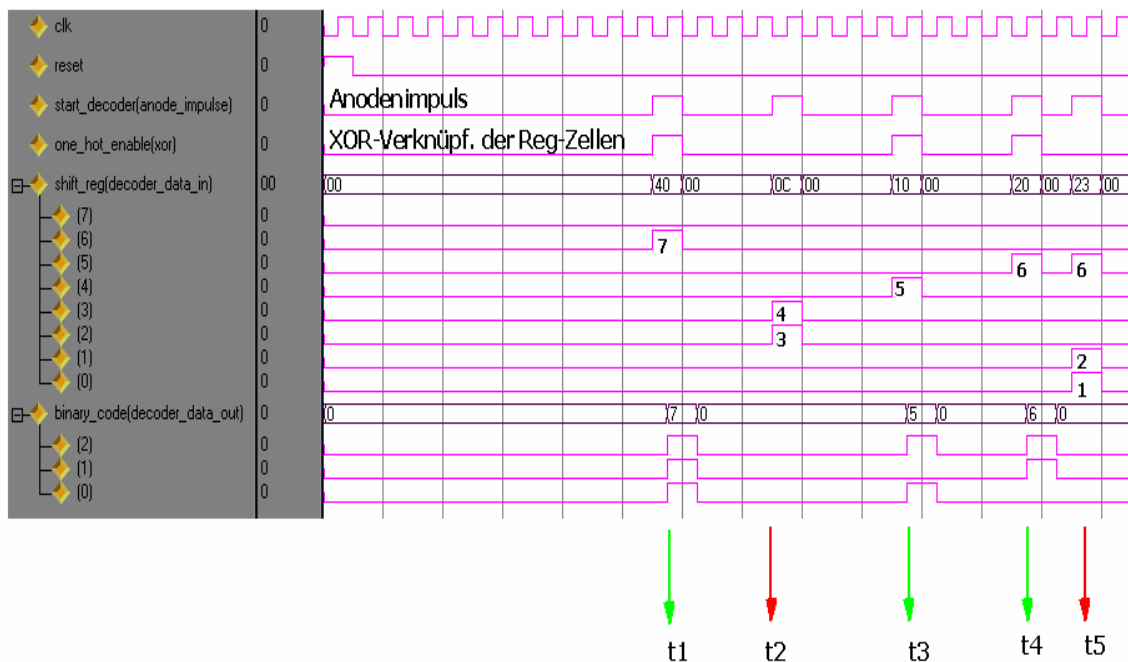 clk 0
reset 0
start_decoder(anode_impulse) 0 Anodenimpuls
one_hot_enable(xor) 0 XOR-Verknüpf. der Reg-Zellen
shift_reg(decoder_data_in) 00 00 40 00 0C 00 10 00 20 00 23 00
(7) 0
(6) 0 7
(5) 0 6 6
(4) 0 5
(3) 0 4
(2) 0 3
(1) 0 2
(0) 0 1
binary_code(decoder_data_out) 0 0 7 0 5 0 6 0
(2) 0
(1) 0
(0) 0
t1 t2 t3 t4 t5